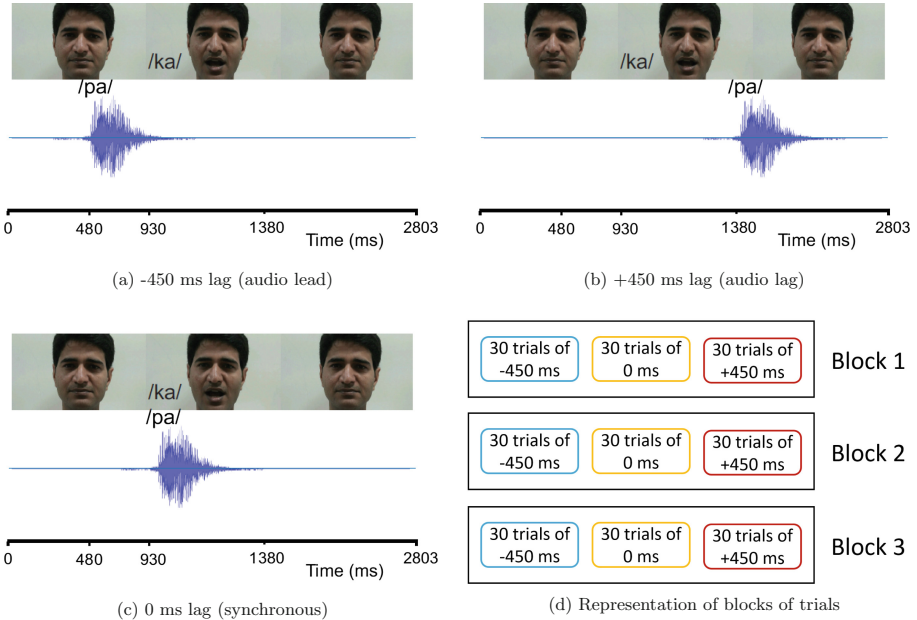 /ka/
/pa/
0 480 930 1380 2803
Time (ms)
(a) -450 ms lag (audio lead)
/ka/
/pa/
0 480 930 1380 2803
Time (ms)
(b) +450 ms lag (audio lag)
/ka/
/pa/
0 480 930 1380 2803
Time (ms)
(c) 0 ms lag (synchronous)
30 trials of
-450 ms
30 trials of
0 ms
30 trials of
+450 ms
Block 1
30 trials of
-450 ms
30 trials of
0 ms
30 trials of
+450 ms
Block 2
30 trials of
-450 ms
30 trials of
0 ms
30 trials of
+450 ms
Block 3
(d) Representation of blocks of trials